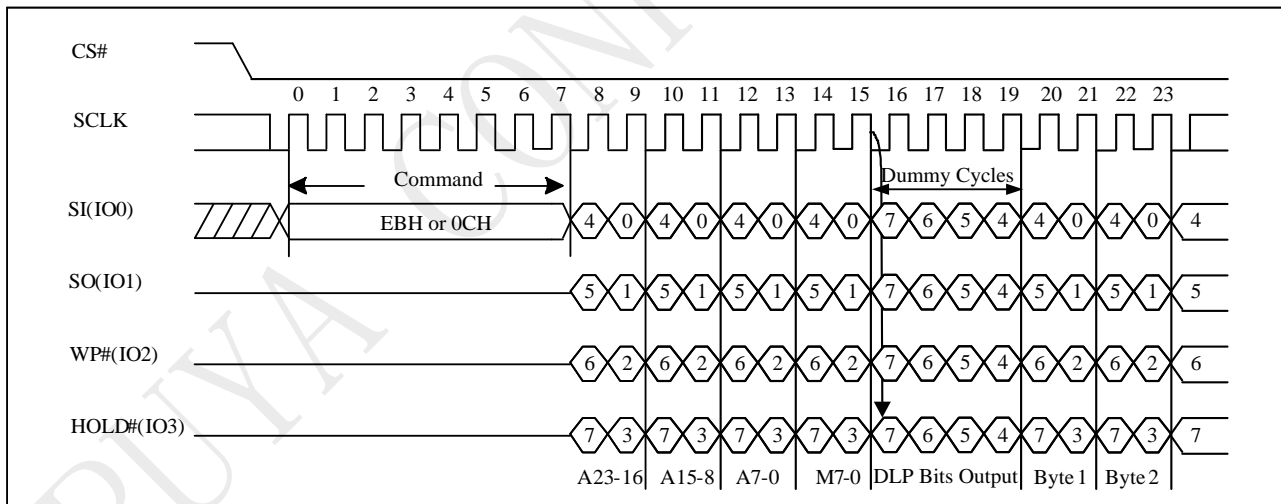 CS#
0 1 2 3 4 5 6 7 8 9 10 11 12 13 14 15 16 17 18 19 20 21 22 23
SCLK
Command
Dummy Cycles
SI(IO0)
EBH or 0CH
4 0 4 0 4 0 4 0 7 6 5 4 4 0 4 0 4
SO(IO1)
5 1 5 1 5 1 5 1 7 6 5 4 5 1 5 1 5
WP#(IO2)
6 2 6 2 6 2 6 2 7 6 5 4 6 2 6 2 6
HOLD#(IO3)
7 3 7 3 7 3 7 3 7 6 5 4 7 3 7 3 7
A23-16 A15-8 A7-0 M7-0 DLP Bits Output Byte1 Byte2
PUYA CON